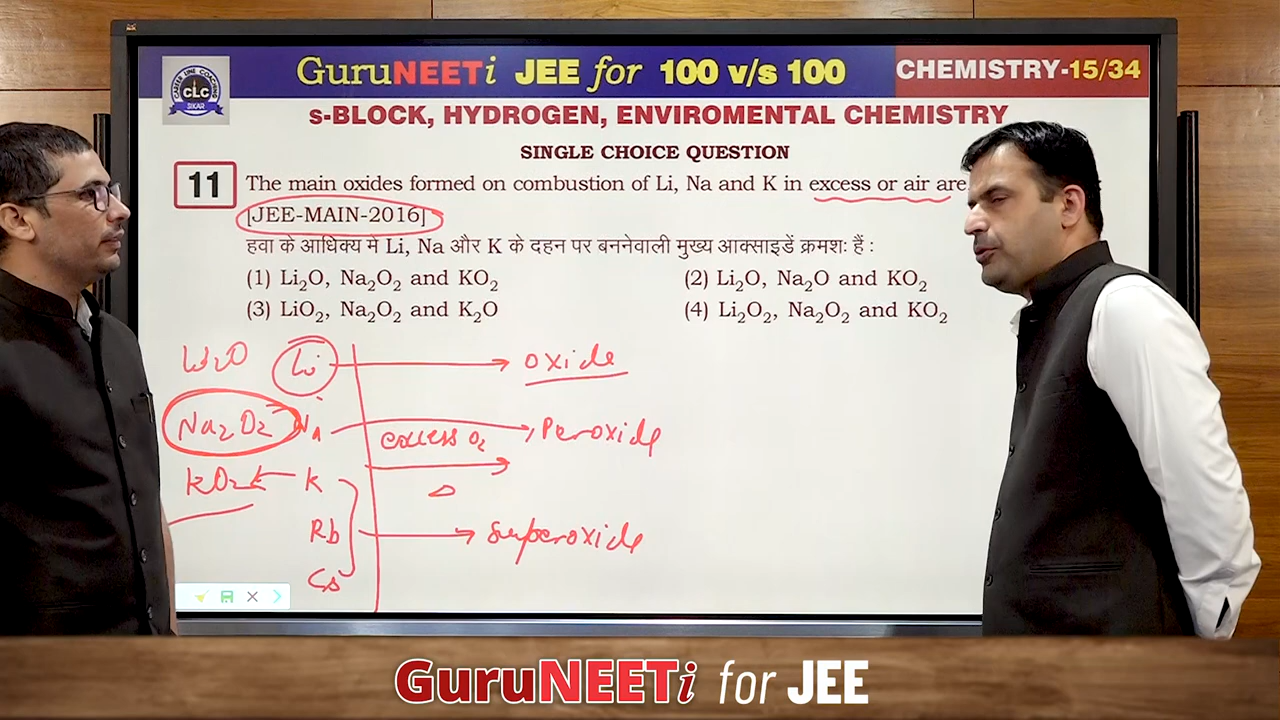 GuruNEETi JEE for 100 v/s 100
CHEMISTRY-15/34
CAREER LINE COACHING
CLC
SIKAR
s-BLOCK, HYDROGEN, ENVIROMENTAL CHEMISTRY
SINGLE CHOICE QUESTION
11 The main oxides formed on combustion of Li, Na and K in excess or air are
[JEE-MAIN-2016]
हवा के आधिक्य में Li, Na और K के दहन पर बननेवाली मुख्य आक्साइडें क्रमशः हैं :
(1) Li₂O, Na₂O₂ and KO₂ (2) Li₂O, Na₂O and KO₂
(3) LiO₂, Na₂O₂ and K₂O (4) Li₂O₂, Na₂O₂ and KO₂
Li₂O Li → oxide
Na₂O₂ Na → Peroxide
excess O₂
KO₂ ← K → Δ
Rb → Superoxide
Cs
GuruNEETi for JEE